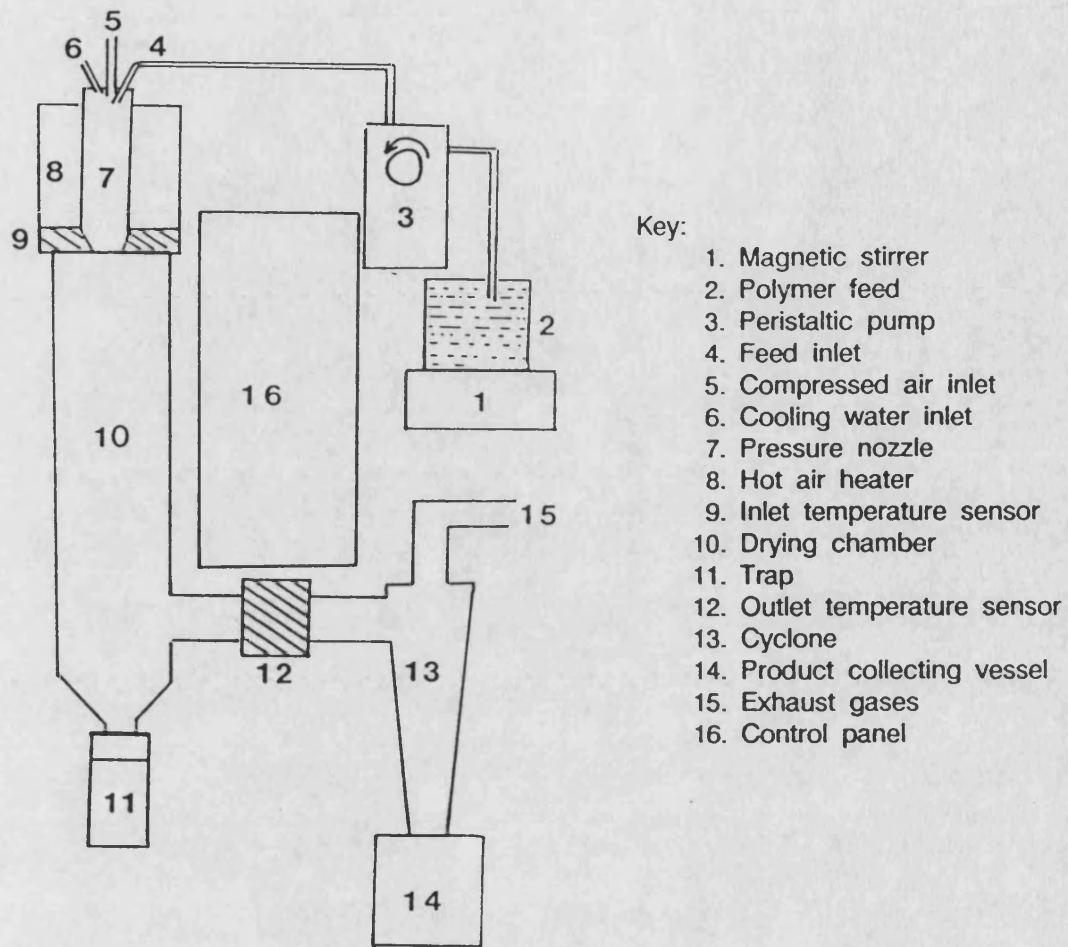 5
6
4
8
7
3
9
2
16
1
10
15
12
13
11
14
Key:
1. Magnetic stirrer
2. Polymer feed
3. Peristaltic pump
4. Feed inlet
5. Compressed air inlet
6. Cooling water inlet
7. Pressure nozzle
8. Hot air heater
9. Inlet temperature sensor
10. Drying chamber
11. Trap
12. Outlet temperature sensor
13. Cyclone
14. Product collecting vessel
15. Exhaust gases
16. Control panel